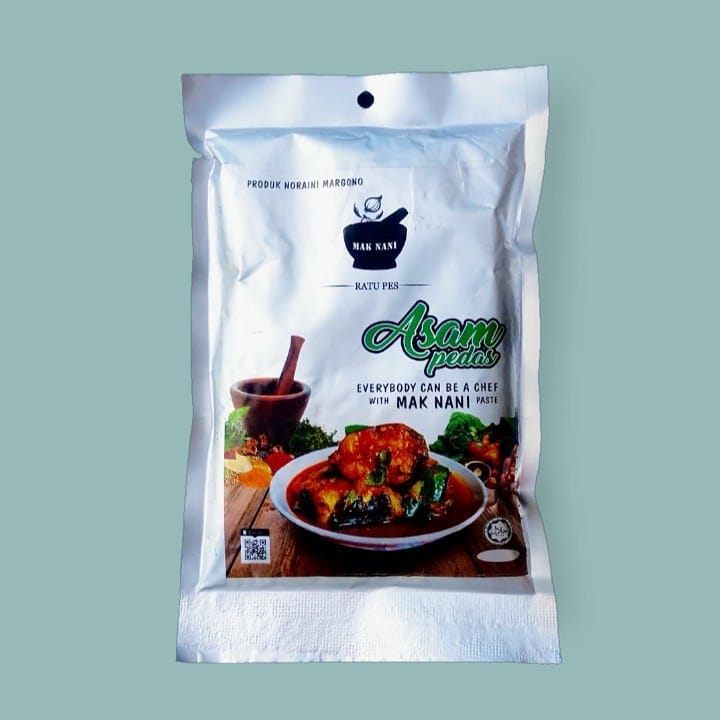 PRODUK NORAINI MARGONO
MAK NANI
RATU PES
Asam
pedas
EVERYBODY CAN BE A CHEF
WITH MAK NANI PASTE